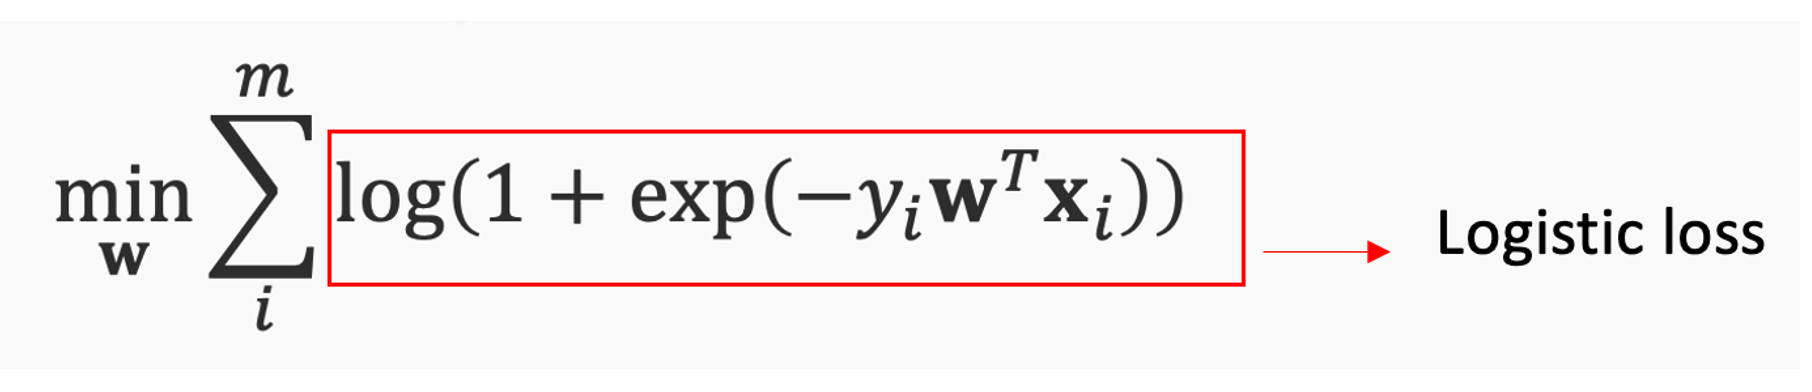 min_𝐰 ∑_i^m log(1 + exp(−y_i 𝐰^T 𝐱_i))
Logistic loss